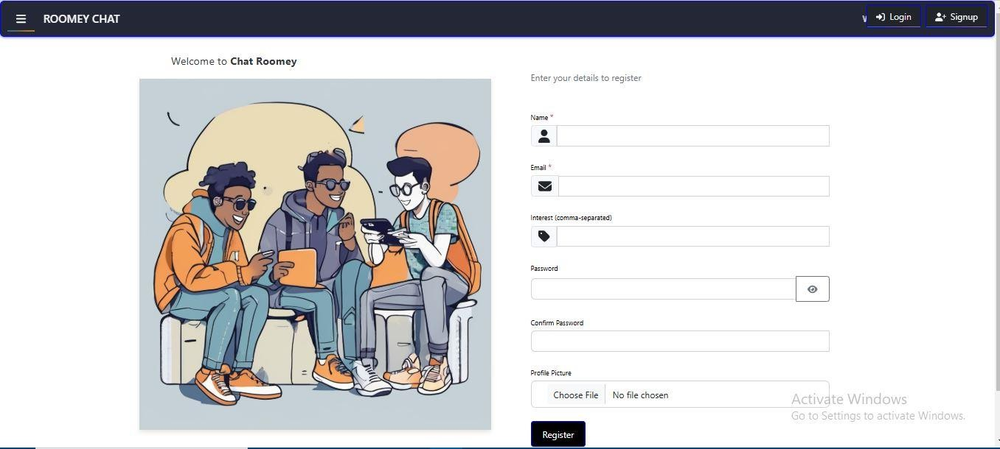 ROOMEY CHAT
Login
Signup
Welcome to Chat Roomey
Enter your details to register
Name *
Email *
Interest (comma-separated)
Password
Confirm Password
Profile Picture
Choose File No file chosen
Activate Windows
Go to Settings to activate Windows.
Register